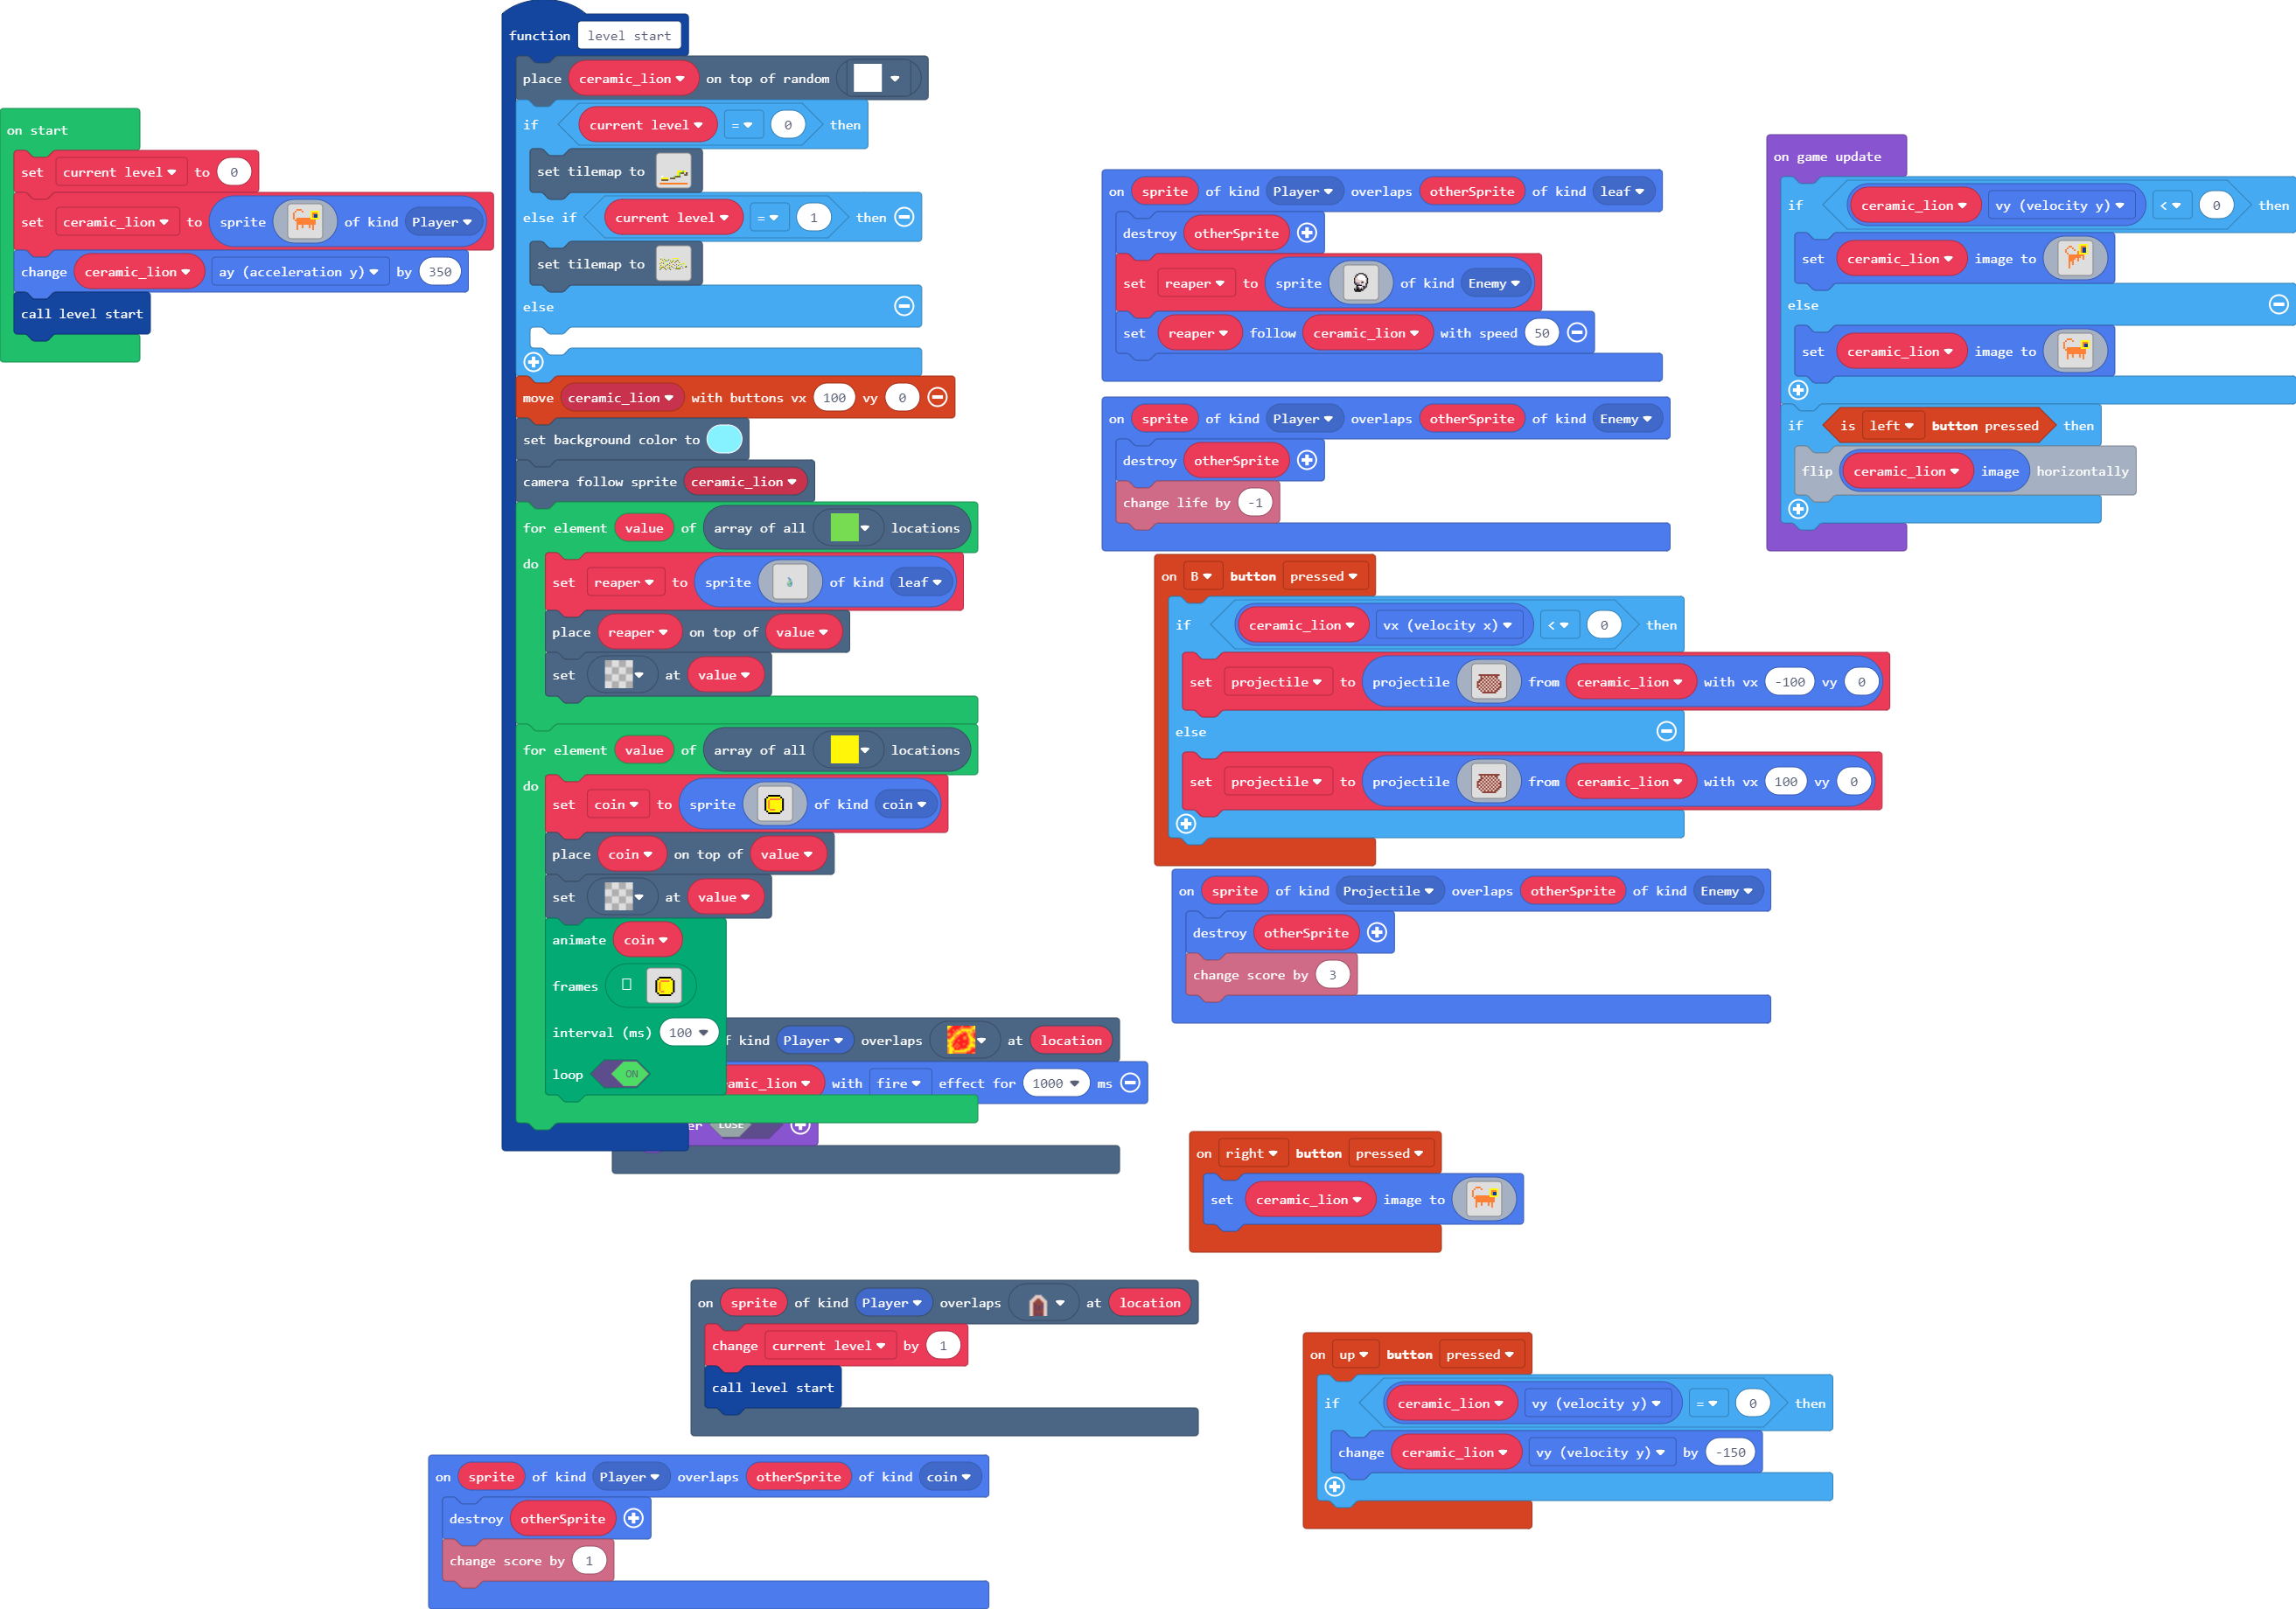 on start
set current level to 0
set ceramic_lion to sprite of kind Player
change ceramic_lion ay (acceleration y) by 350
call level start
function level start
place ceramic_lion on top of random
if current level = 0 then
set tilemap to
else if current level = 1 then
set tilemap to
else
move ceramic_lion with buttons vx 100 vy 0
set background color to
camera follow sprite ceramic_lion
for element value of array of all locations
do
set reaper to sprite of kind leaf
place reaper on top of value
set at value
for element value of array of all locations
do
set coin to sprite of kind coin
place coin on top of value
set at value
animate coin
frames
interval (ms) 100
loop ON
kind Player overlaps at location
with fire effect for 1000 ms
LOSE
on sprite of kind Player overlaps at location
change current level by 1
call level start
on sprite of kind Player overlaps otherSprite of kind coin
destroy otherSprite
change score by 1
on sprite of kind Player overlaps otherSprite of kind leaf
destroy otherSprite
set reaper to sprite of kind Enemy
set reaper follow ceramic_lion with speed 50
on sprite of kind Player overlaps otherSprite of kind Enemy
destroy otherSprite
change life by -1
on B button pressed
if ceramic_lion vx (velocity x) < 0 then
set projectile to projectile from ceramic_lion with vx -100 vy 0
else
set projectile to projectile from ceramic_lion with vx 100 vy 0
on sprite of kind Projectile overlaps otherSprite of kind Enemy
destroy otherSprite
change score by 3
on right button pressed
set ceramic_lion image to
on up button pressed
if ceramic_lion vy (velocity y) = 0 then
change ceramic_lion vy (velocity y) by -150
on game update
if ceramic_lion vy (velocity y) < 0 then
set ceramic_lion image to
else
set ceramic_lion image to
if is left button pressed then
flip ceramic_lion image horizontally